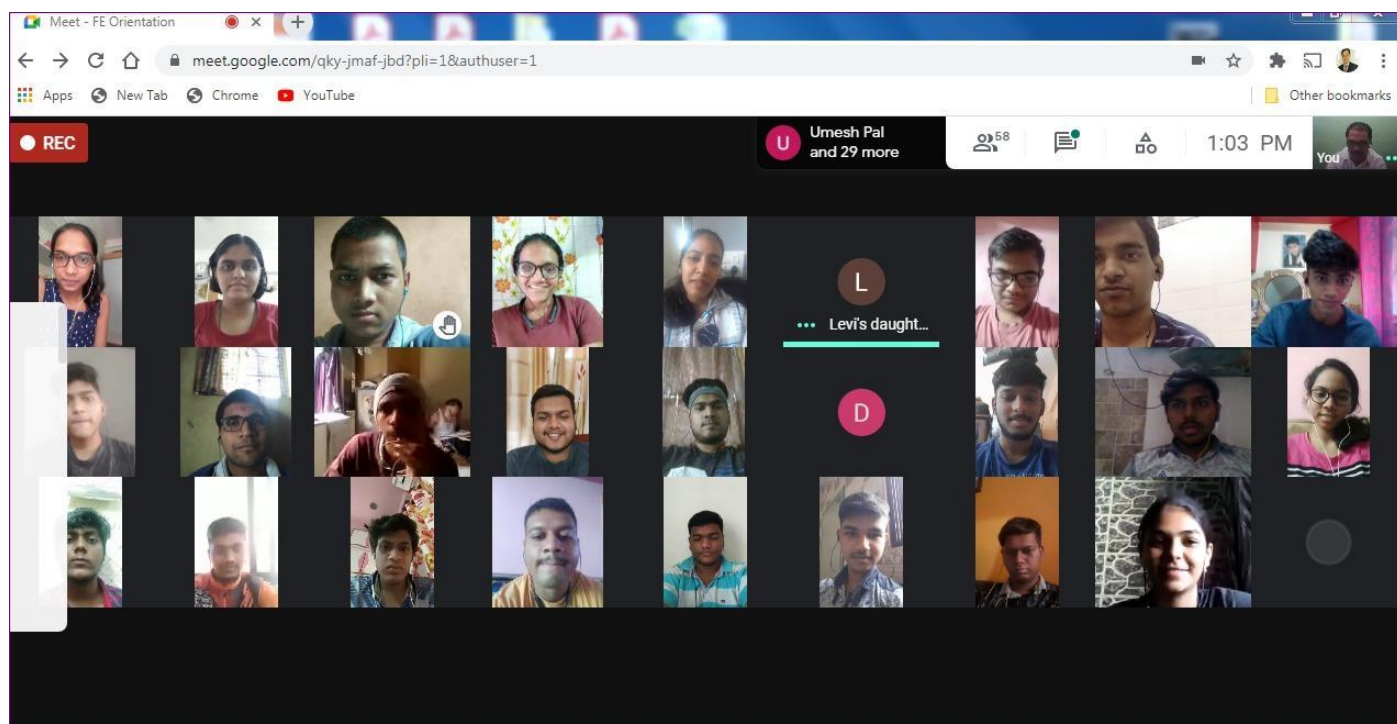 Meet - FE Orientation
meet.google.com/qky-jmaf-jbd?pli=1&authuser=1
Apps New Tab Chrome YouTube Other bookmarks
REC
U Umesh Pal
and 29 more
58
1:03 PM
You
L
Levi's daught...
D